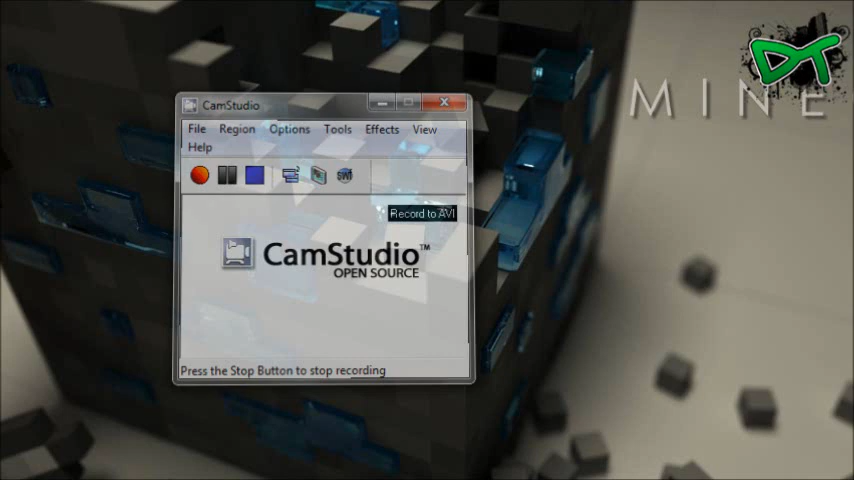 DT
MINE
CamStudio
File Region Options Tools Effects View
Help
SWF
Record to AVI
CamStudio™
OPEN SOURCE
Press the Stop Button to stop recording